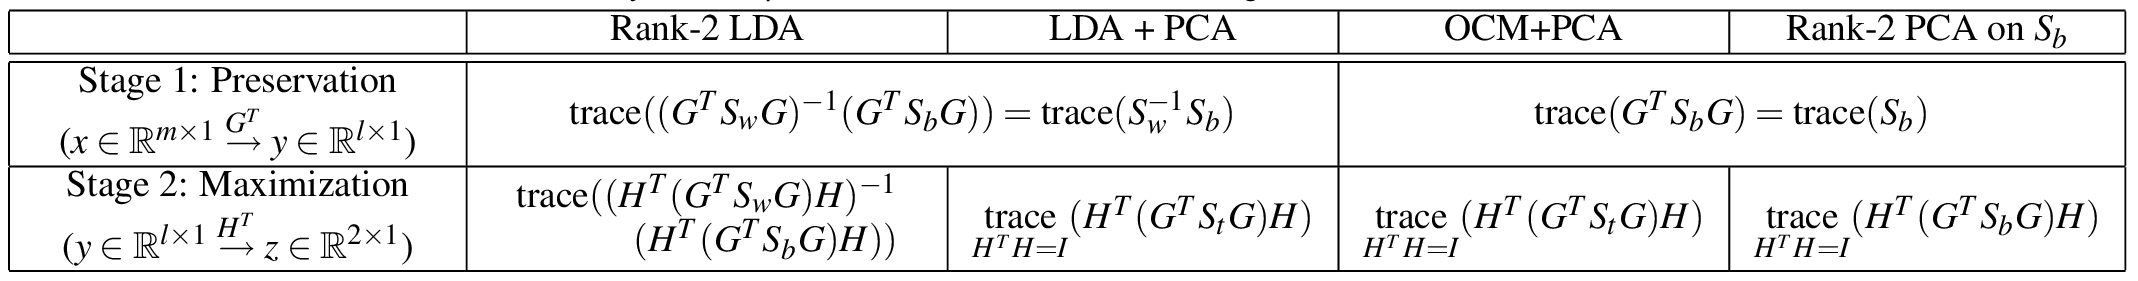 Rank-2 LDA LDA + PCA OCM+PCA Rank-2 PCA on S_b
Stage 1: Preservation
(x ∈ ℝ^{m×1} \overset{G^T}{→} y ∈ ℝ^{l×1})
trace((G^T S_w G)^{-1}(G^T S_b G)) = trace(S_w^{-1} S_b)
trace(G^T S_b G) = trace(S_b)
Stage 2: Maximization
(y ∈ ℝ^{l×1} \overset{H^T}{→} z ∈ ℝ^{2×1})
trace((H^T(G^T S_w G)H)^{-1}
(H^T(G^T S_b G)H))
trace_{H^T H=I}(H^T(G^T S_t G)H)
trace_{H^T H=I}(H^T(G^T S_t G)H)
trace_{H^T H=I}(H^T(G^T S_b G)H)